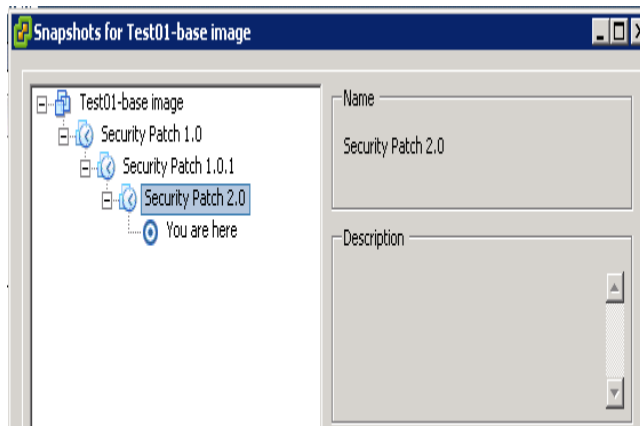 Snapshots for Test01-base image
Test01-base image
Security Patch 1.0
Security Patch 1.0.1
Security Patch 2.0
You are here
Name
Security Patch 2.0
Description